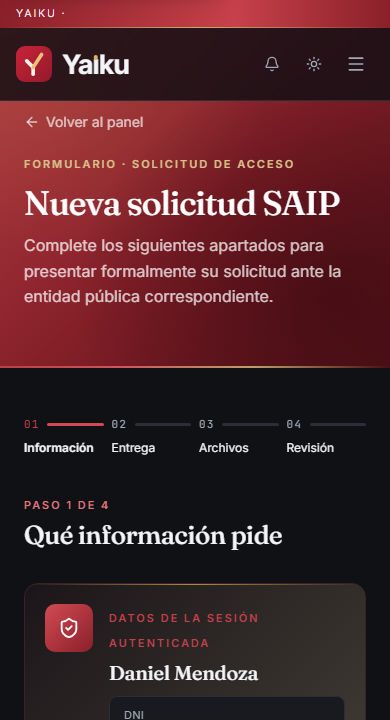 YAIKU ·
Yaiku
Volver al panel
FORMULARIO · SOLICITUD DE ACCESO
Nueva solicitud SAIP
Complete los siguientes apartados para
presentar formalmente su solicitud ante la
entidad pública correspondiente.
01 02 03 04
Información Entrega Archivos Revisión
PASO 1 DE 4
Qué información pide
DATOS DE LA SESIÓN
AUTENTICADA
Daniel Mendoza
DNI